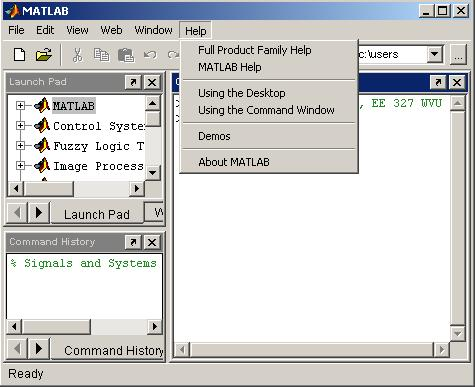 MATLAB
File Edit View Web Window Help
c:\users
...
Full Product Family Help
MATLAB Help
Using the Desktop
Using the Command Window
Demos
About MATLAB
Launch Pad
MATLAB
Control Syste
Fuzzy Logic T
Image Process
Launch Pad
, EE 327 WVU
Command History
% Signals and Systems
Command History
Ready